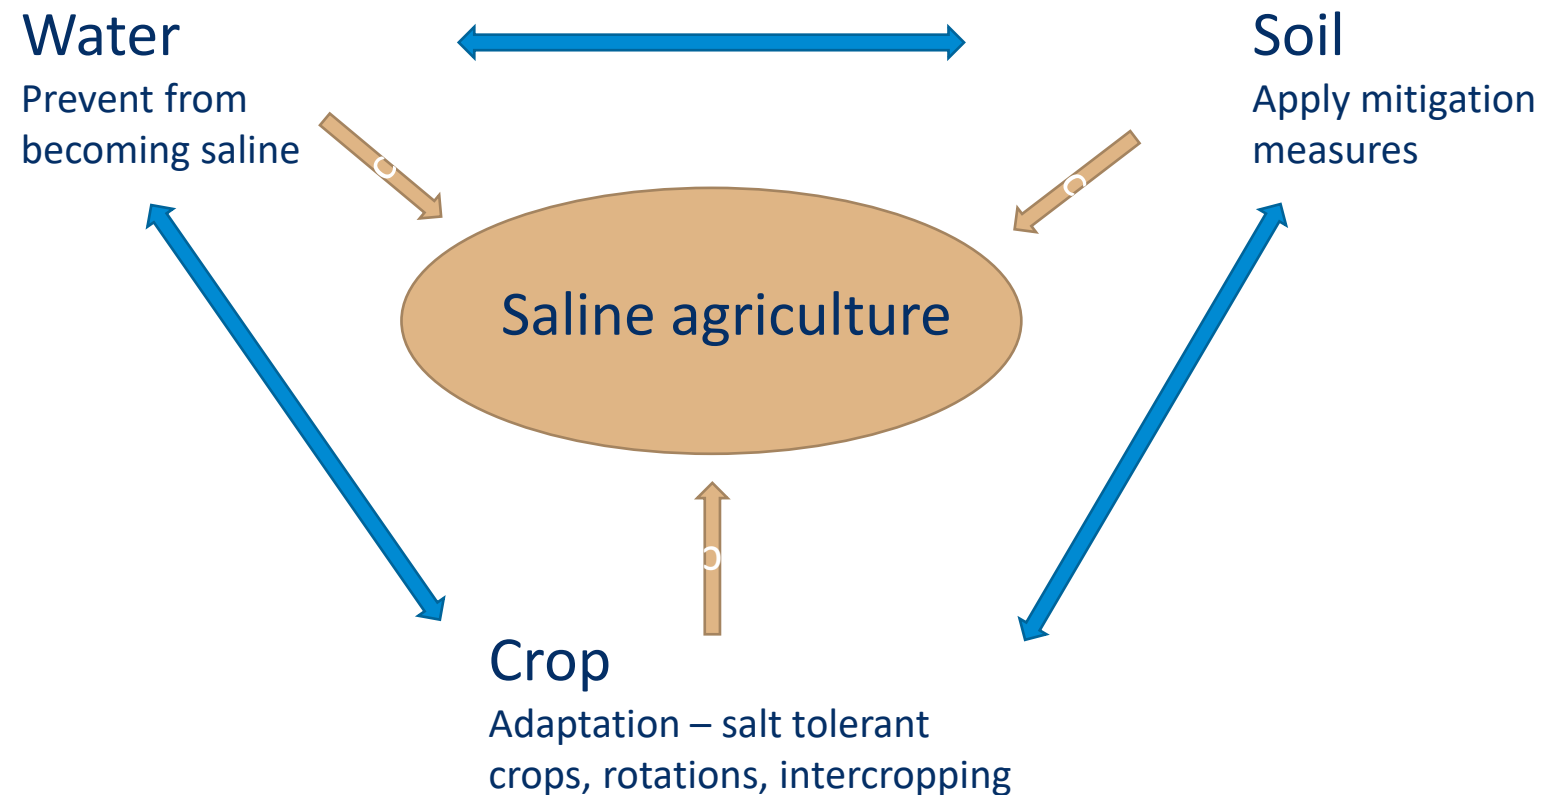 Water
Prevent from
becoming saline
Soil
Apply mitigation
measures
Saline agriculture
Crop
Adaptation – salt tolerant
crops, rotations, intercropping